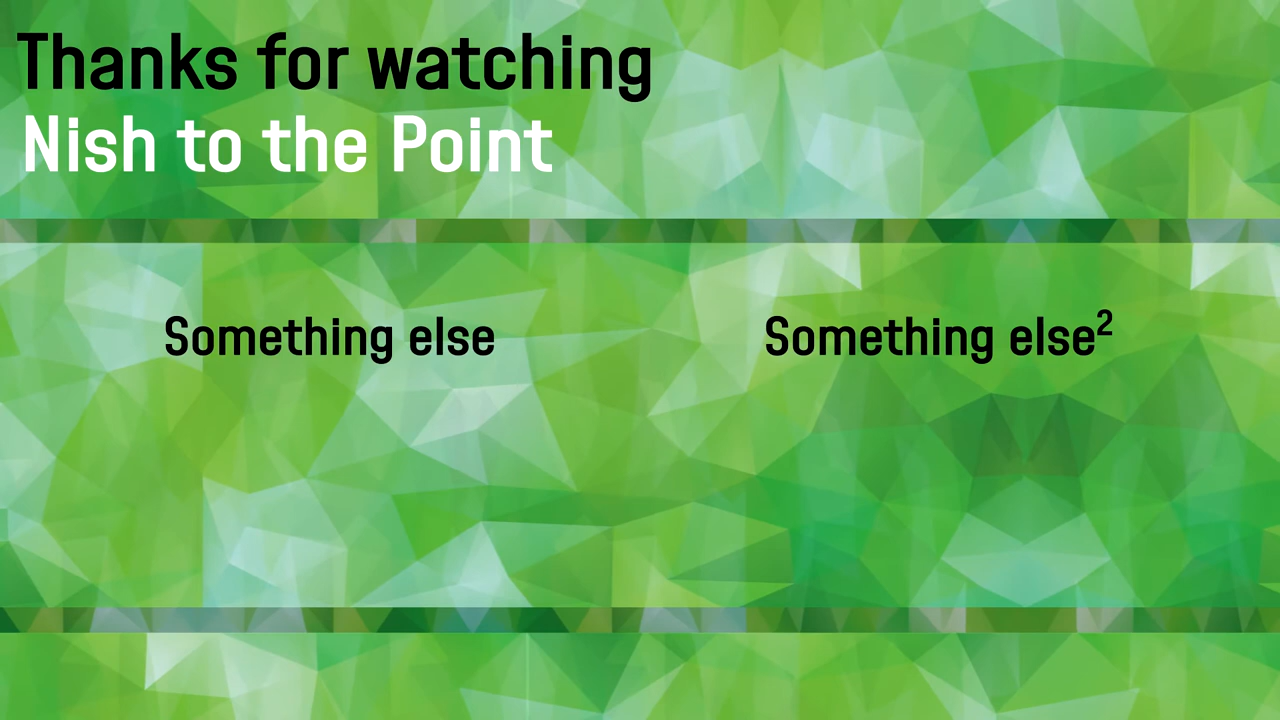 Thanks for watching
Nish to the Point
Something else
Something else²